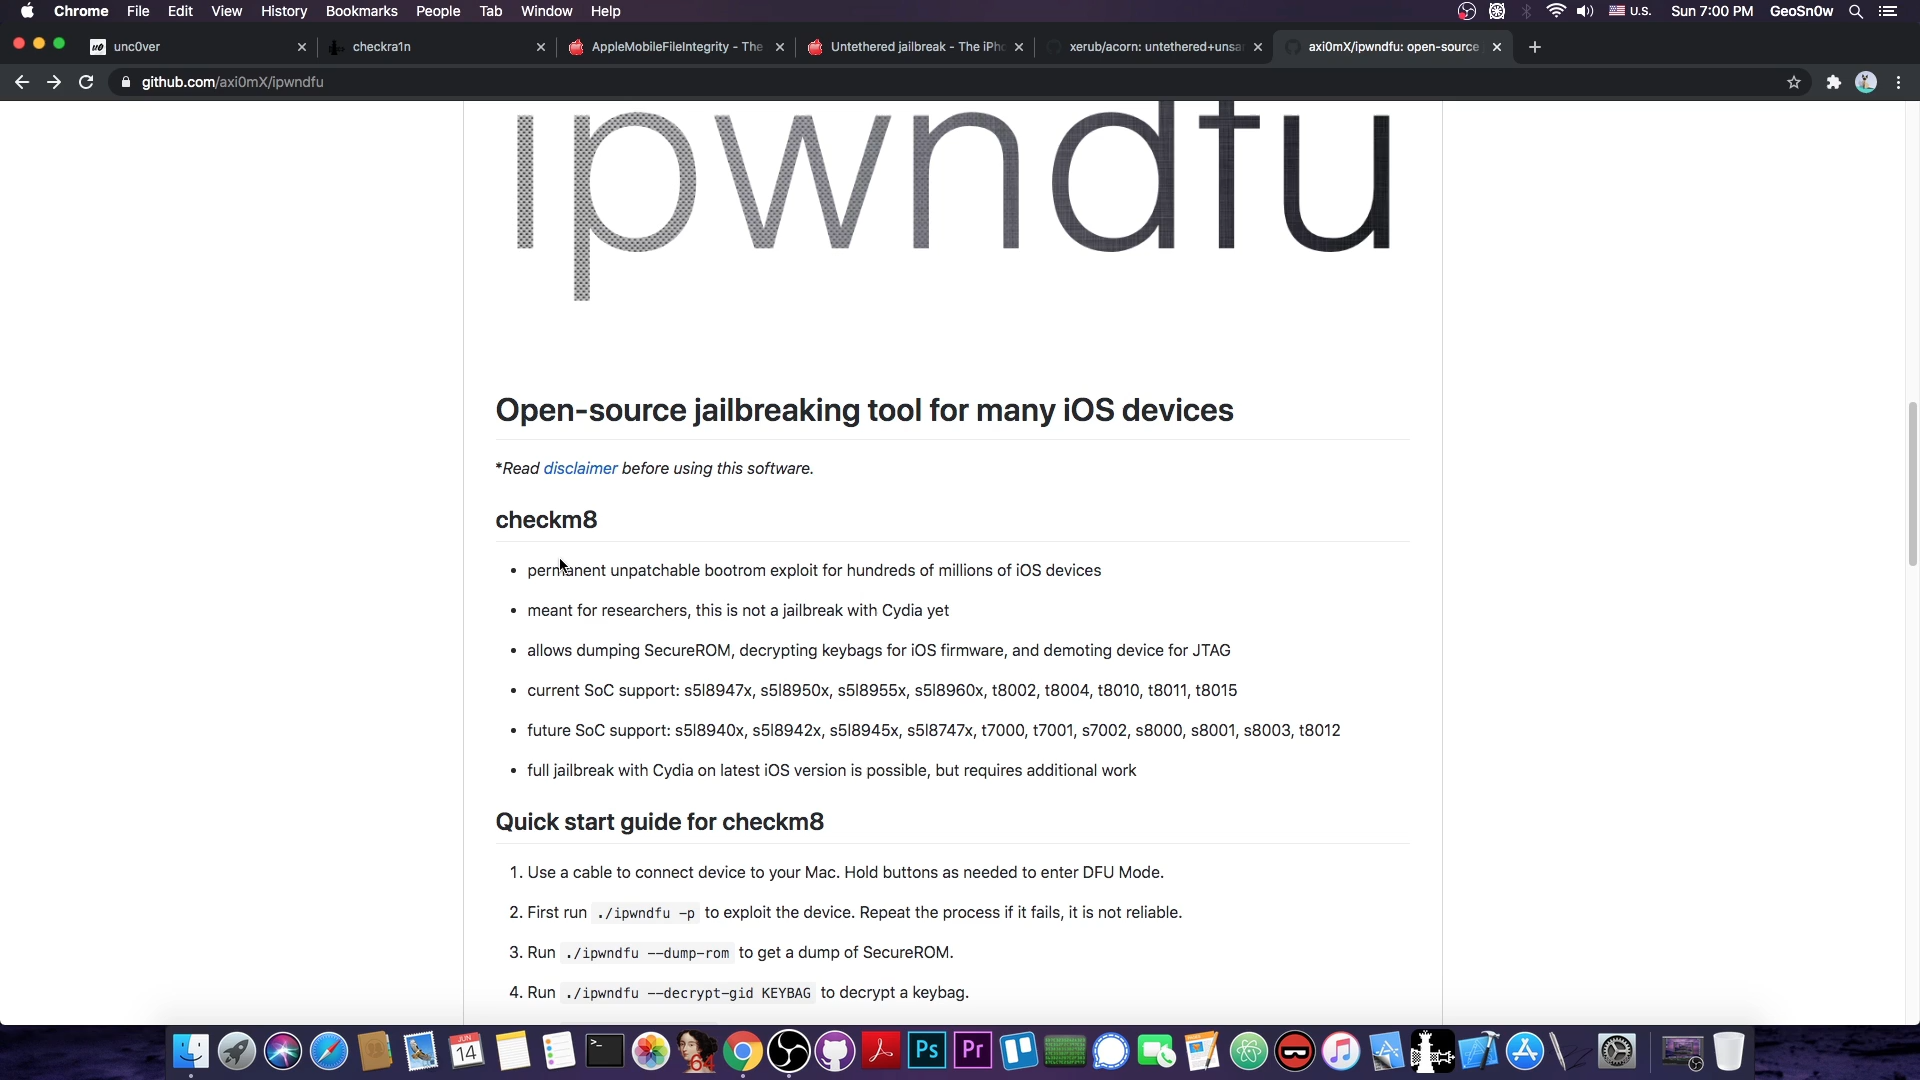 Chrome File Edit View History Bookmarks People Tab Window Help U.S. Sun 7:00 PM GeoSn0w
unc0ver checkra1n AppleMobileFileIntegrity - The Untethered jailbreak - The iPho xerub/acorn: untethered+unsa axi0mX/ipwndfu: open-source
github.com/axi0mX/ipwndfu
ipwndfu
Open-source jailbreaking tool for many iOS devices
*Read disclaimer before using this software.
checkm8
• permanent unpatchable bootrom exploit for hundreds of millions of iOS devices
• meant for researchers, this is not a jailbreak with Cydia yet
• allows dumping SecureROM, decrypting keybags for iOS firmware, and demoting device for JTAG
• current SoC support: s5l8947x, s5l8950x, s5l8955x, s5l8960x, t8002, t8004, t8010, t8011, t8015
• future SoC support: s5l8940x, s5l8942x, s5l8945x, s5l8747x, t7000, t7001, s7002, s8000, s8001, s8003, t8012
• full jailbreak with Cydia on latest iOS version is possible, but requires additional work
Quick start guide for checkm8
1. Use a cable to connect device to your Mac. Hold buttons as needed to enter DFU Mode.
2. First run ./ipwndfu -p to exploit the device. Repeat the process if it fails, it is not reliable.
3. Run ./ipwndfu --dump-rom to get a dump of SecureROM.
4. Run ./ipwndfu --decrypt-gid KEYBAG to decrypt a keybag.
JUN
14
64
Ps
Pr